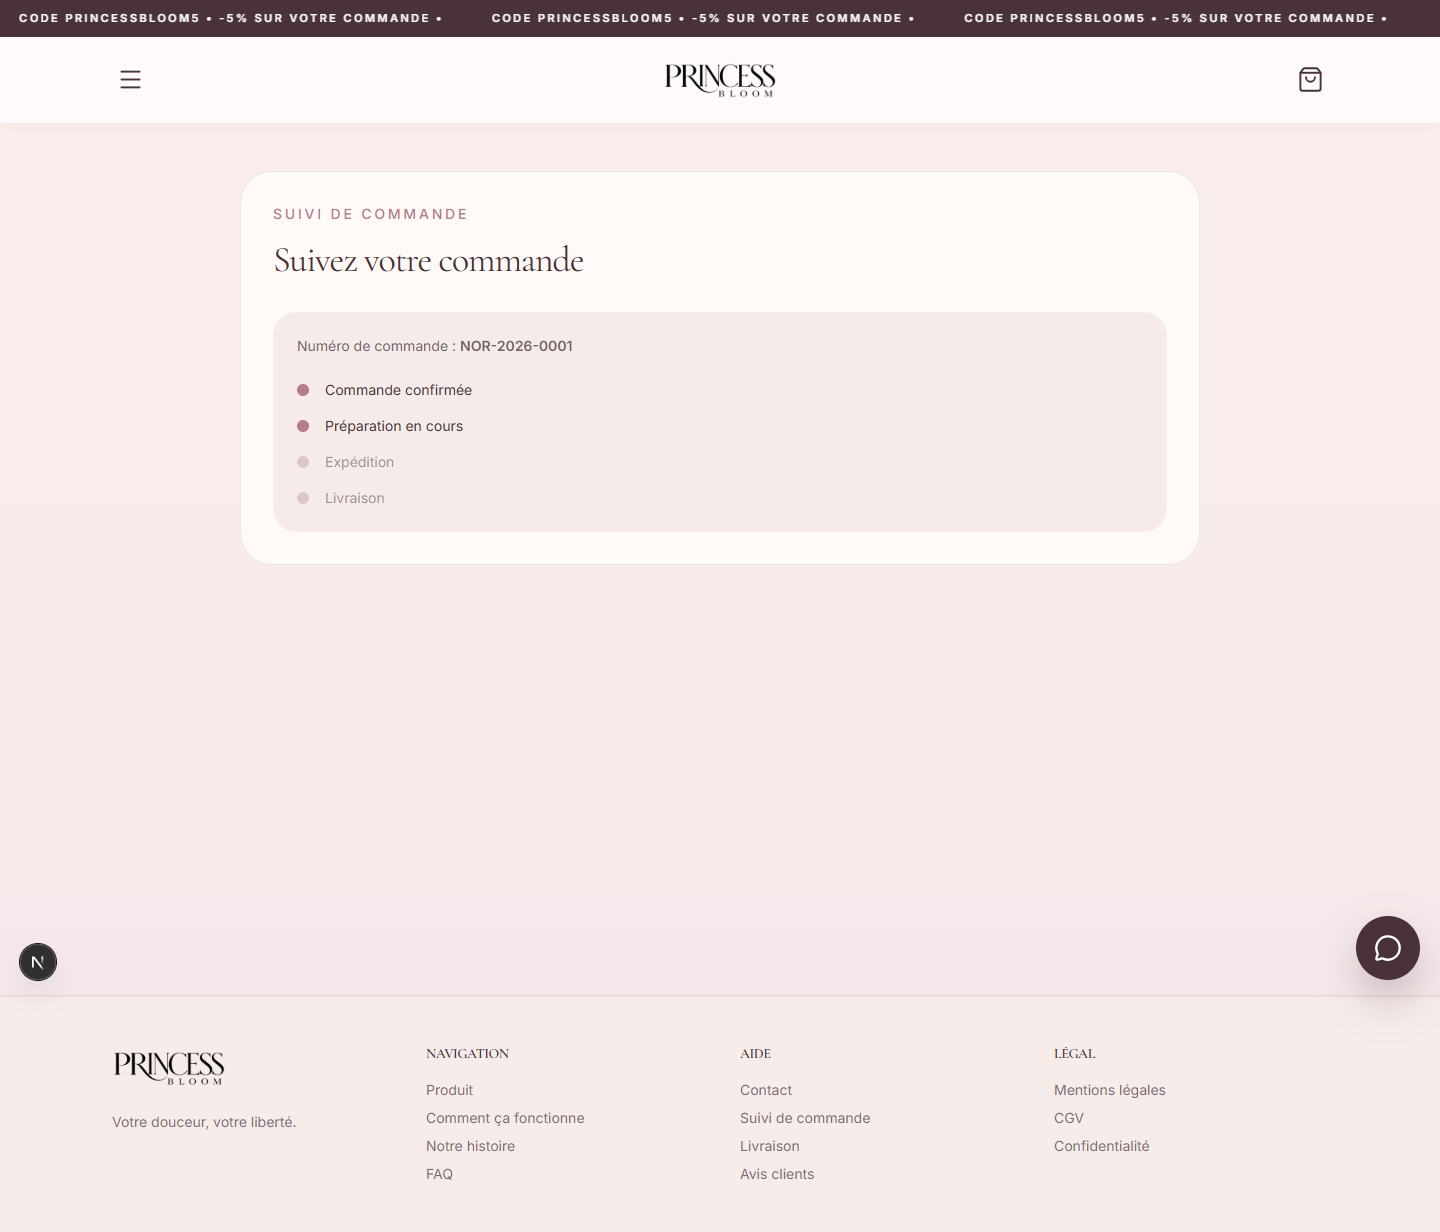 CODE PRINCESSBLOOM5 • -5% SUR VOTRE COMMANDE • CODE PRINCESSBLOOM5 • -5% SUR VOTRE COMMANDE • CODE PRINCESSBLOOM5 • -5% SUR VOTRE COMMANDE •
PRINCESS
BLOOM
SUIVI DE COMMANDE
Suivez votre commande
Numéro de commande : NOR-2026-0001
Commande confirmée
Préparation en cours
Expédition
Livraison
N
PRINCESS
BLOOM
Votre douceur, votre liberté.
NAVIGATION
Produit
Comment ça fonctionne
Notre histoire
FAQ
AIDE
Contact
Suivi de commande
Livraison
Avis clients
LÉGAL
Mentions légales
CGV
Confidentialité